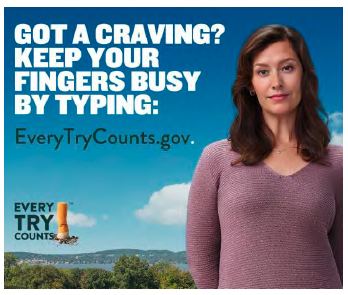 GOT A CRAVING?
KEEP YOUR
FINGERS BUSY
BY TYPING:
EveryTryCounts.gov.
EVERY
TRY
COUNTS